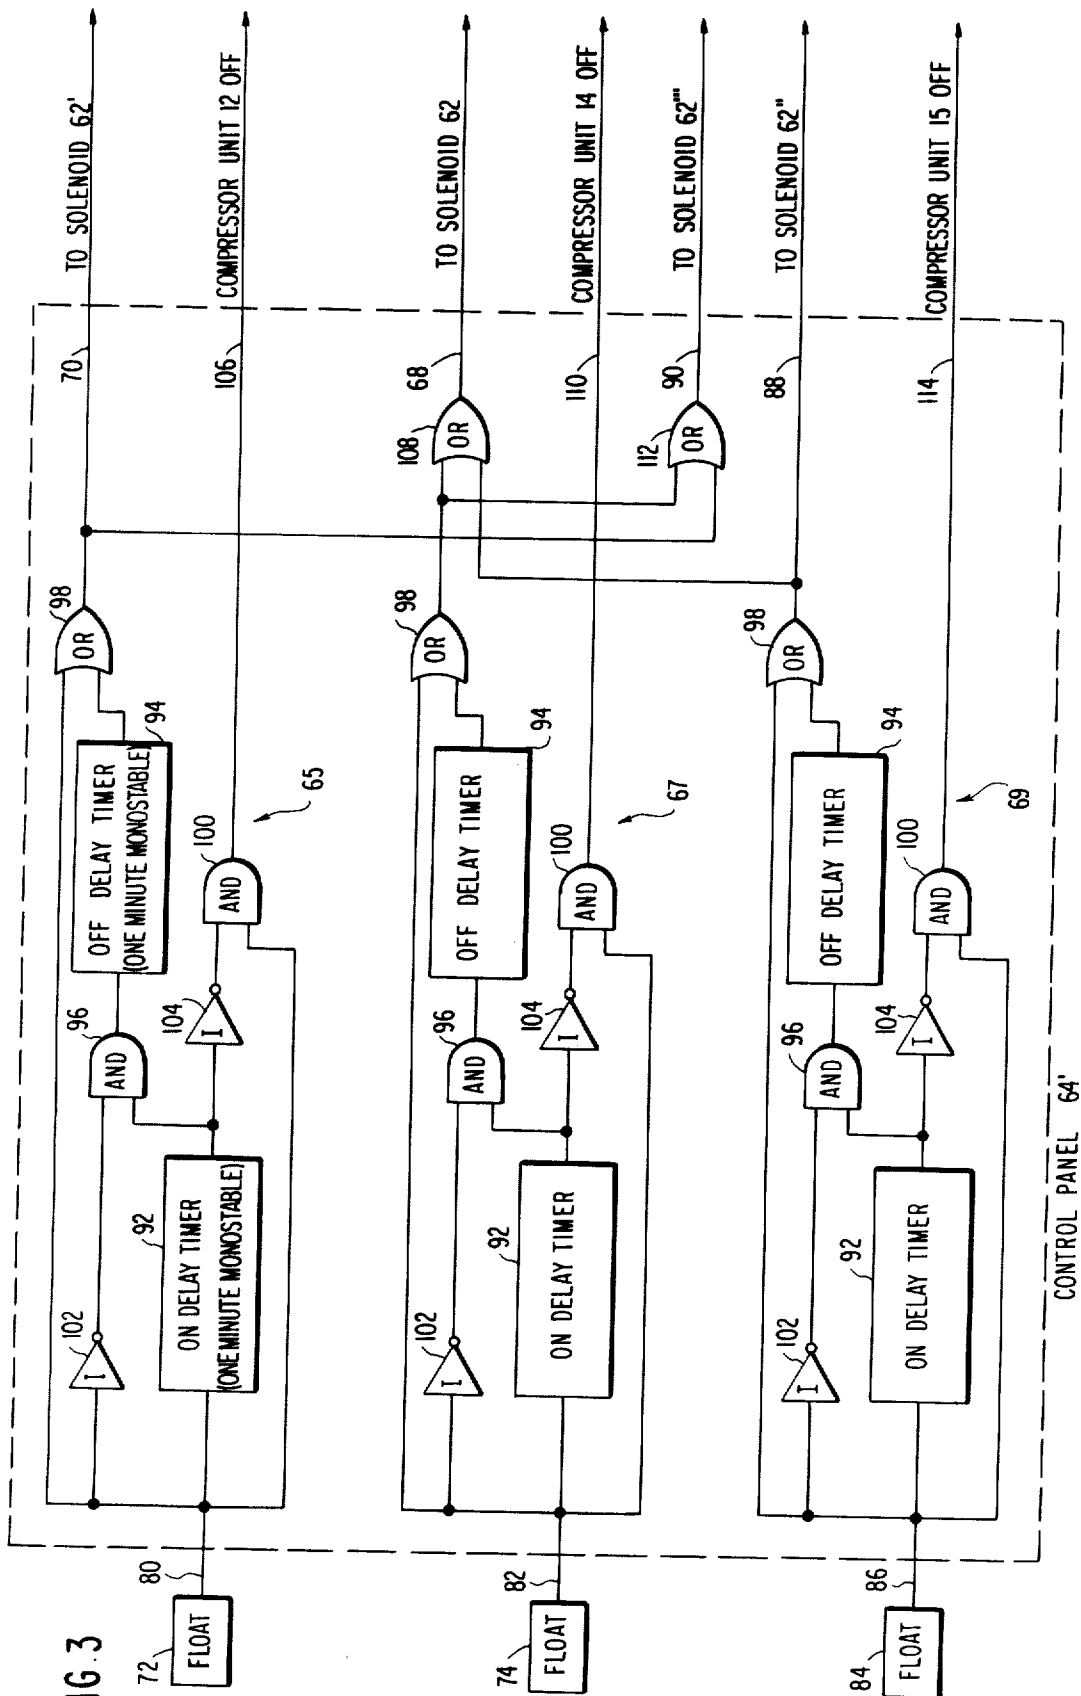 FIG. 3
TO SOLENOID 62'
70
COMPRESSOR UNIT 12 OFF
106
98
OR
94
OFF DELAY TIMER
(ONE MINUTE MONOSTABLE)
65
100
AND
96
AND
104
I
102
I
92
ON DELAY TIMER
(ONE MINUTE MONOSTABLE)
80
72
FLOAT
TO SOLENOID 62
68
108
OR
COMPRESSOR UNIT 14 OFF
110
TO SOLENOID 62'''
90
112
OR
98
OR
94
OFF DELAY TIMER
67
100
AND
96
AND
104
I
102
I
92
ON DELAY TIMER
82
74
FLOAT
TO SOLENOID 62''
88
COMPRESSOR UNIT 15 OFF
114
98
OR
94
OFF DELAY TIMER
69
100
AND
96
AND
104
I
102
I
92
ON DELAY TIMER
86
84
FLOAT
CONTROL PANEL 64'